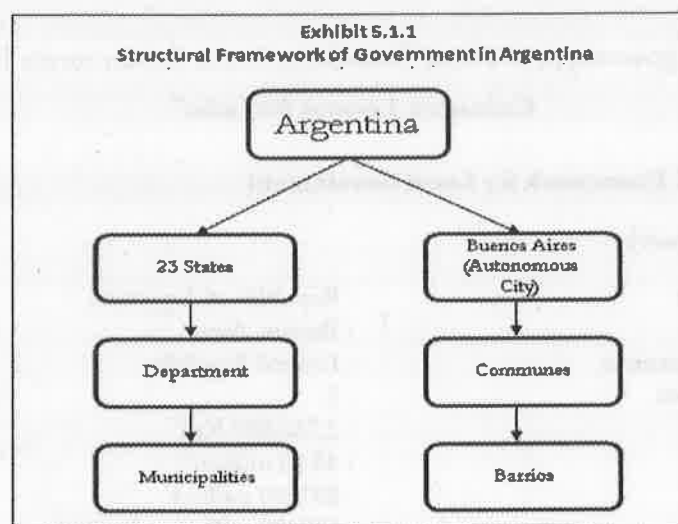 Exhibit 5.1.1
Structural Framework of Government in Argentina
Argentina
23 States
Buenos Aires
(Autonomous
City)
Department
Communes
Municipalities
Barrios